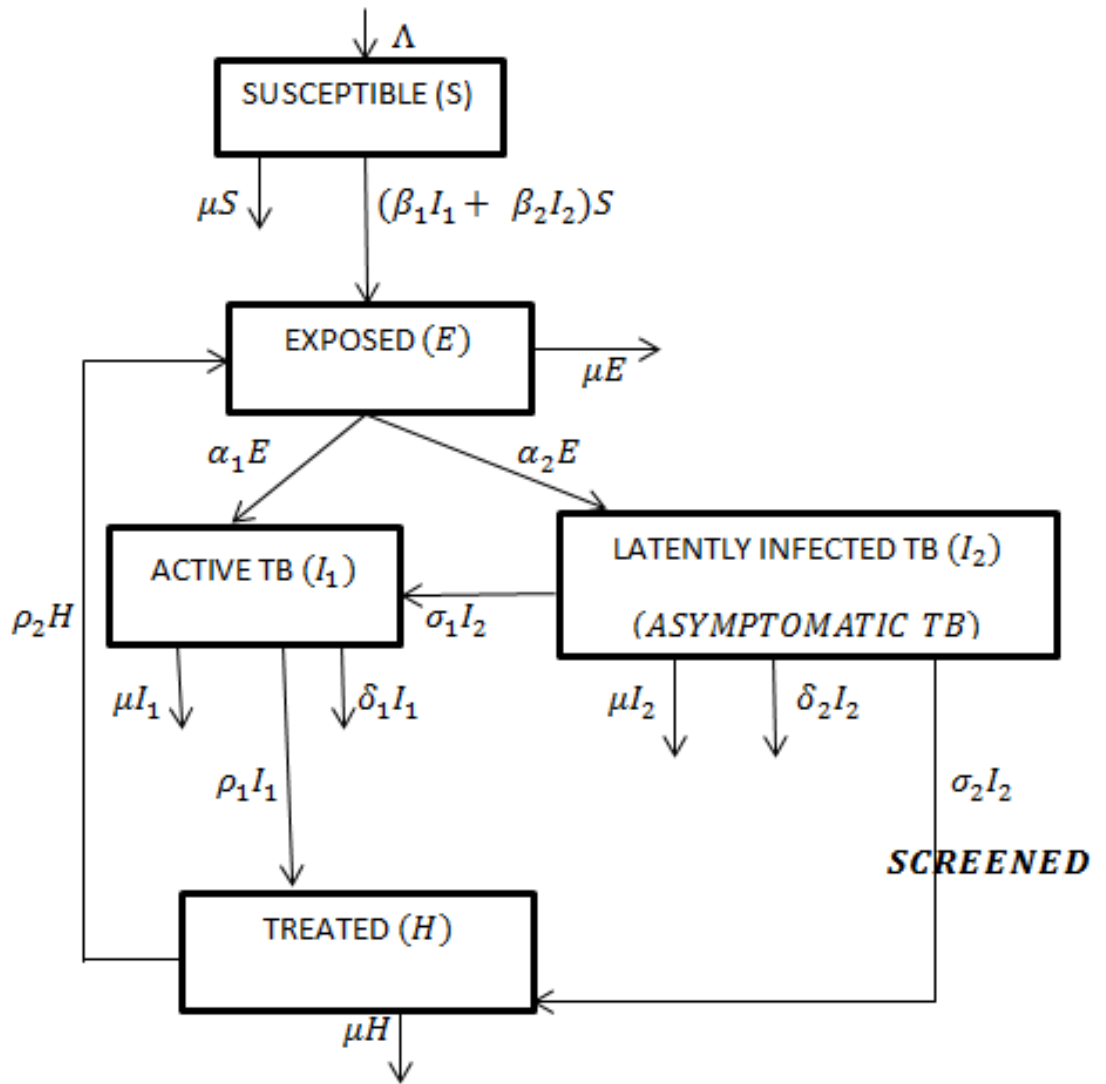 Λ
SUSCEPTIBLE (S)
μS
(β₁I₁ + β₂I₂)S
EXPOSED (E)
μE
α₁E
α₂E
ACTIVE TB (I₁)
LATENTLY INFECTED TB (I₂)
(ASYMPTOMATIC TB)
σ₁I₂
ρ₂H
μI₁
δ₁I₁
μI₂
δ₂I₂
ρ₁I₁
σ₂I₂
SCREENED
TREATED (H)
μH